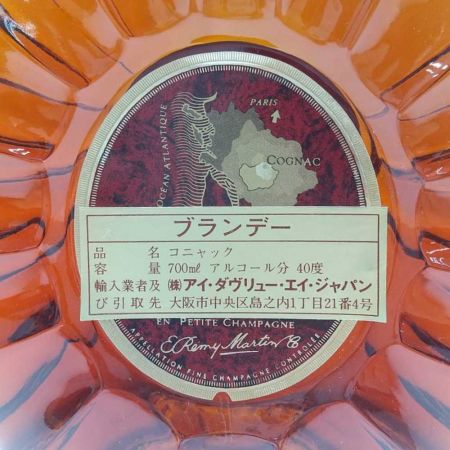 PARIS
OCEAN ATLANTIQUE
COGNAC
ブランデー
品 名 コニャック
容 量 700ml アルコール分 40度
輸入業者及 ㈱アイ・ダヴリュー・エイ・ジャパン
び引取先 大阪市中央区島之内1丁目21番4号
EN PETITE CHAMPAGNE
E. Remy Martin & C
APPELATION FINE CHAMPAGNE CONTROLEE